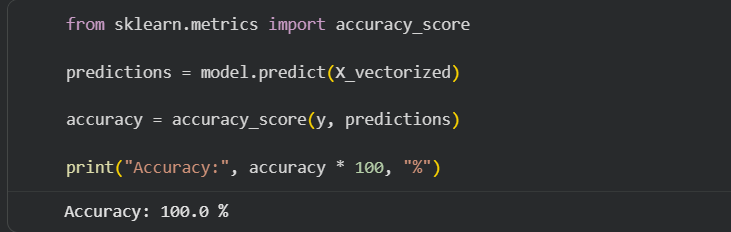 from sklearn.metrics import accuracy_score
predictions = model.predict(X_vectorized)
accuracy = accuracy_score(y, predictions)
print("Accuracy:", accuracy * 100, "%")
Accuracy: 100.0 %